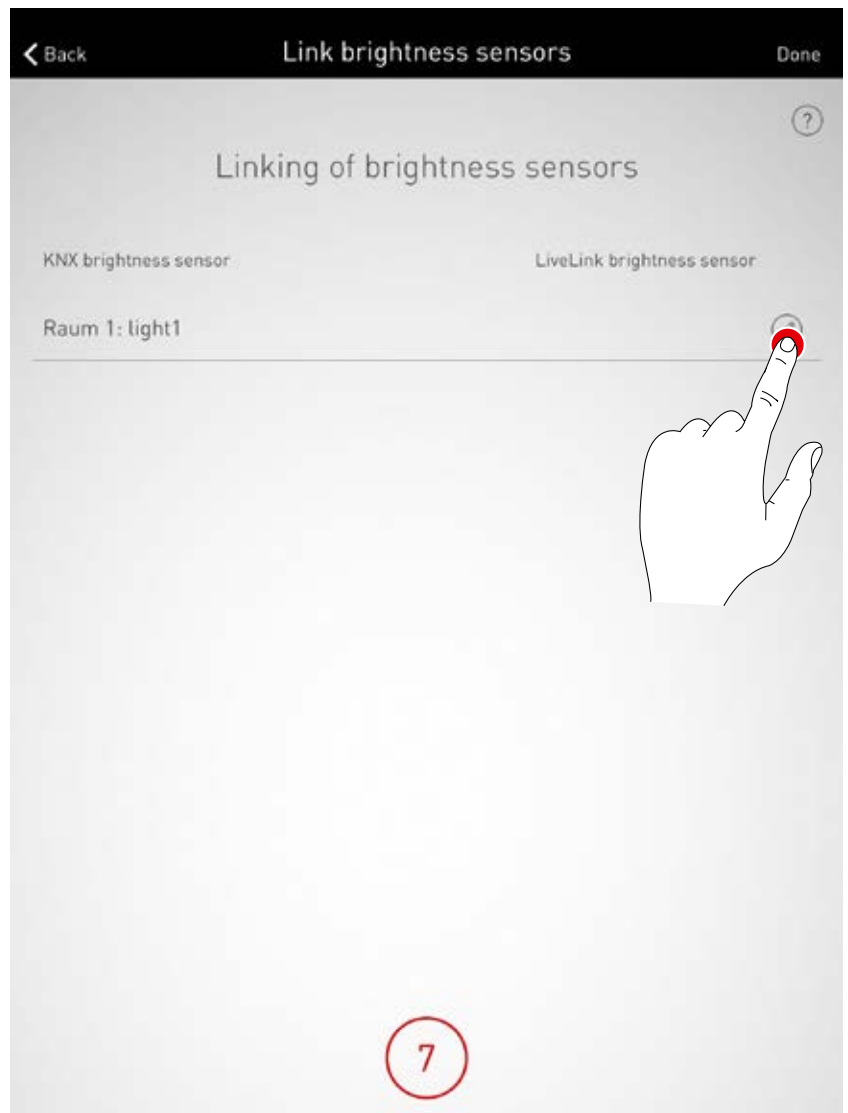 Back Link brightness sensors Done
?
Linking of brightness sensors
KNX brightness sensor LiveLink brightness sensor
Raum 1: light1
7